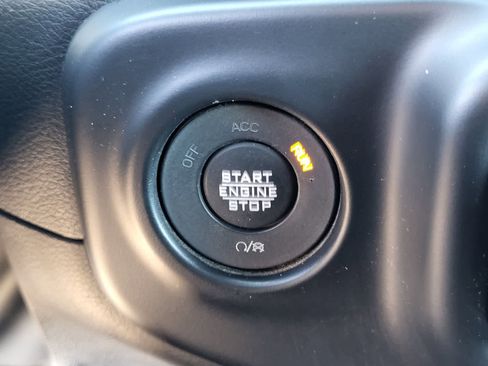 ACC
OFF
RUN
START
ENGINE
STOP